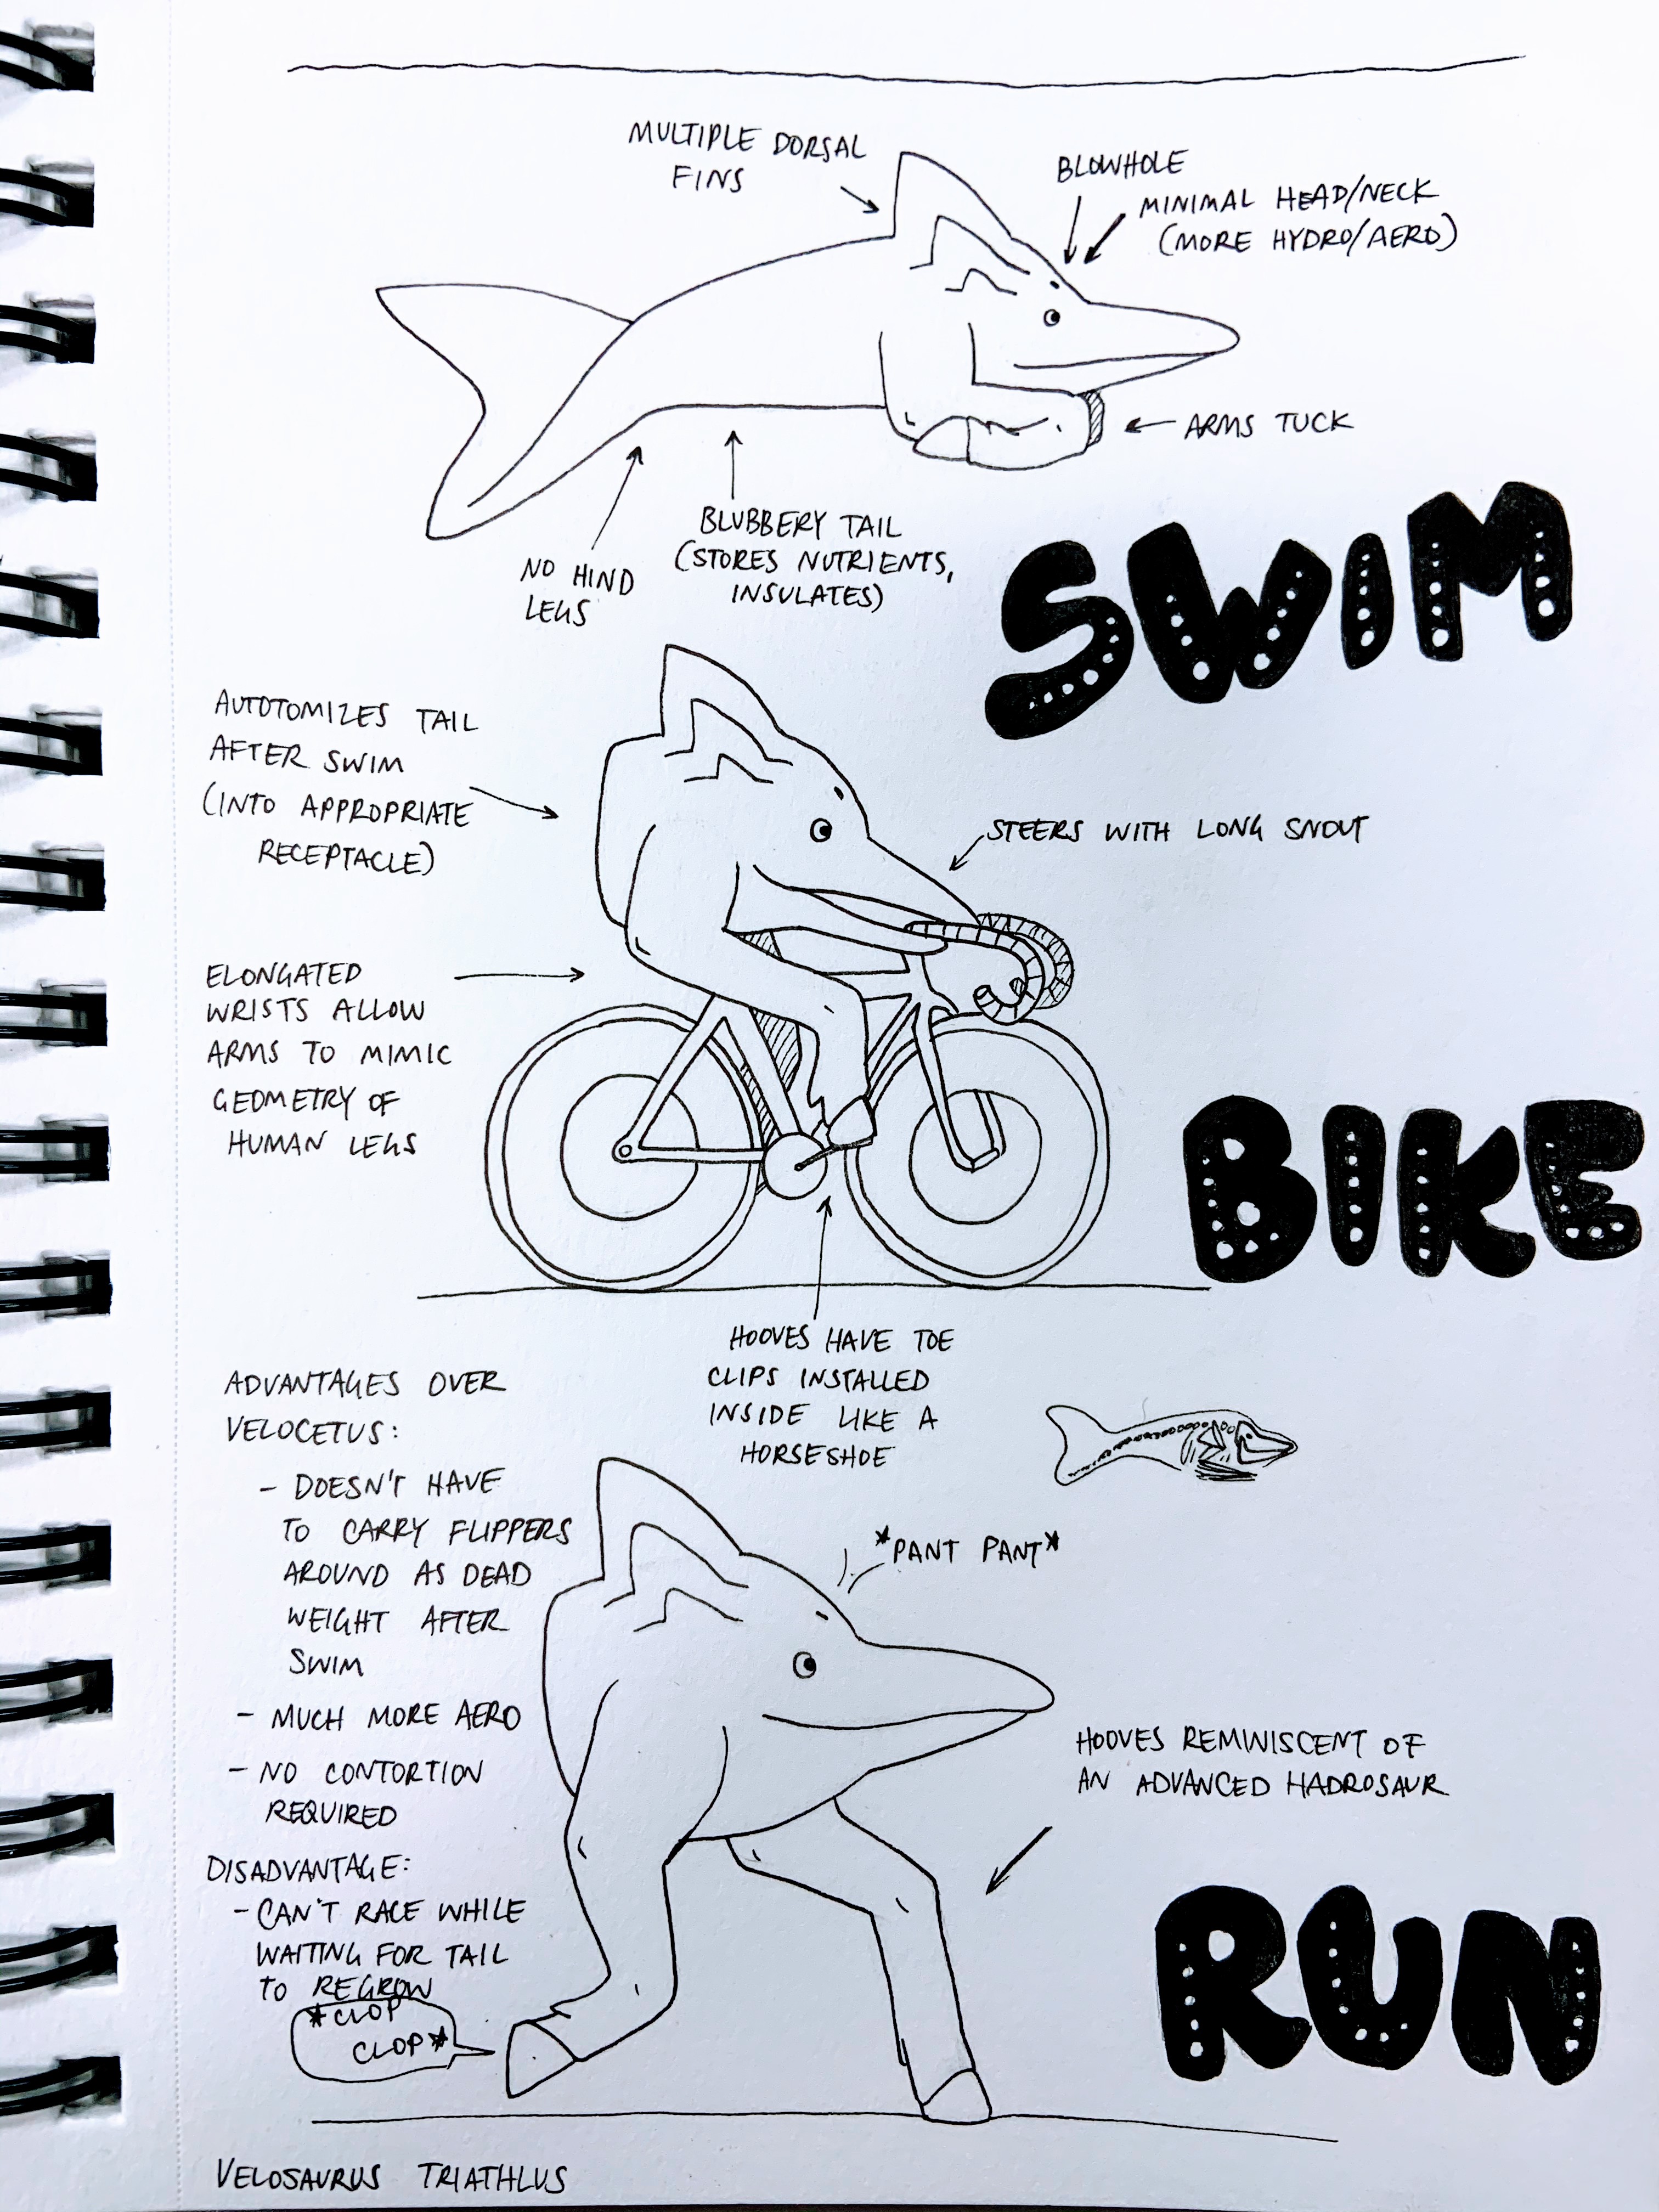 MULTIPLE DORSAL
FINS
BLOWHOLE
MINIMAL HEAD/NECK
(MORE HYDRO/AERO)
ARMS TUCK
BLUBBERY TAIL
(STORES NUTRIENTS,
INSULATES)
NO HIND
LEGS
SWIM
AUTOTOMIZES TAIL
AFTER SWIM
(INTO APPROPRIATE
RECEPTACLE)
STEERS WITH LONG SNOUT
ELONGATED
WRISTS ALLOW
ARMS TO MIMIC
GEOMETRY OF
HUMAN LEGS
BIKE
HOOVES HAVE TOE
CLIPS INSTALLED
INSIDE LIKE A
HORSESHOE
ADVANTAGES OVER
VELOCETUS:
- DOESN'T HAVE
TO CARRY FLIPPERS
AROUND AS DEAD
WEIGHT AFTER
SWIM
- MUCH MORE AERO
- NO CONTORTION
REQUIRED
DISADVANTAGE:
- CAN'T RACE WHILE
WAITING FOR TAIL
TO REGROW
*PANT PANT*
HOOVES REMINISCENT OF
AN ADVANCED HADROSAUR
*CLOP
CLOP*
RUN
VELOSAURUS TRIATHLUS